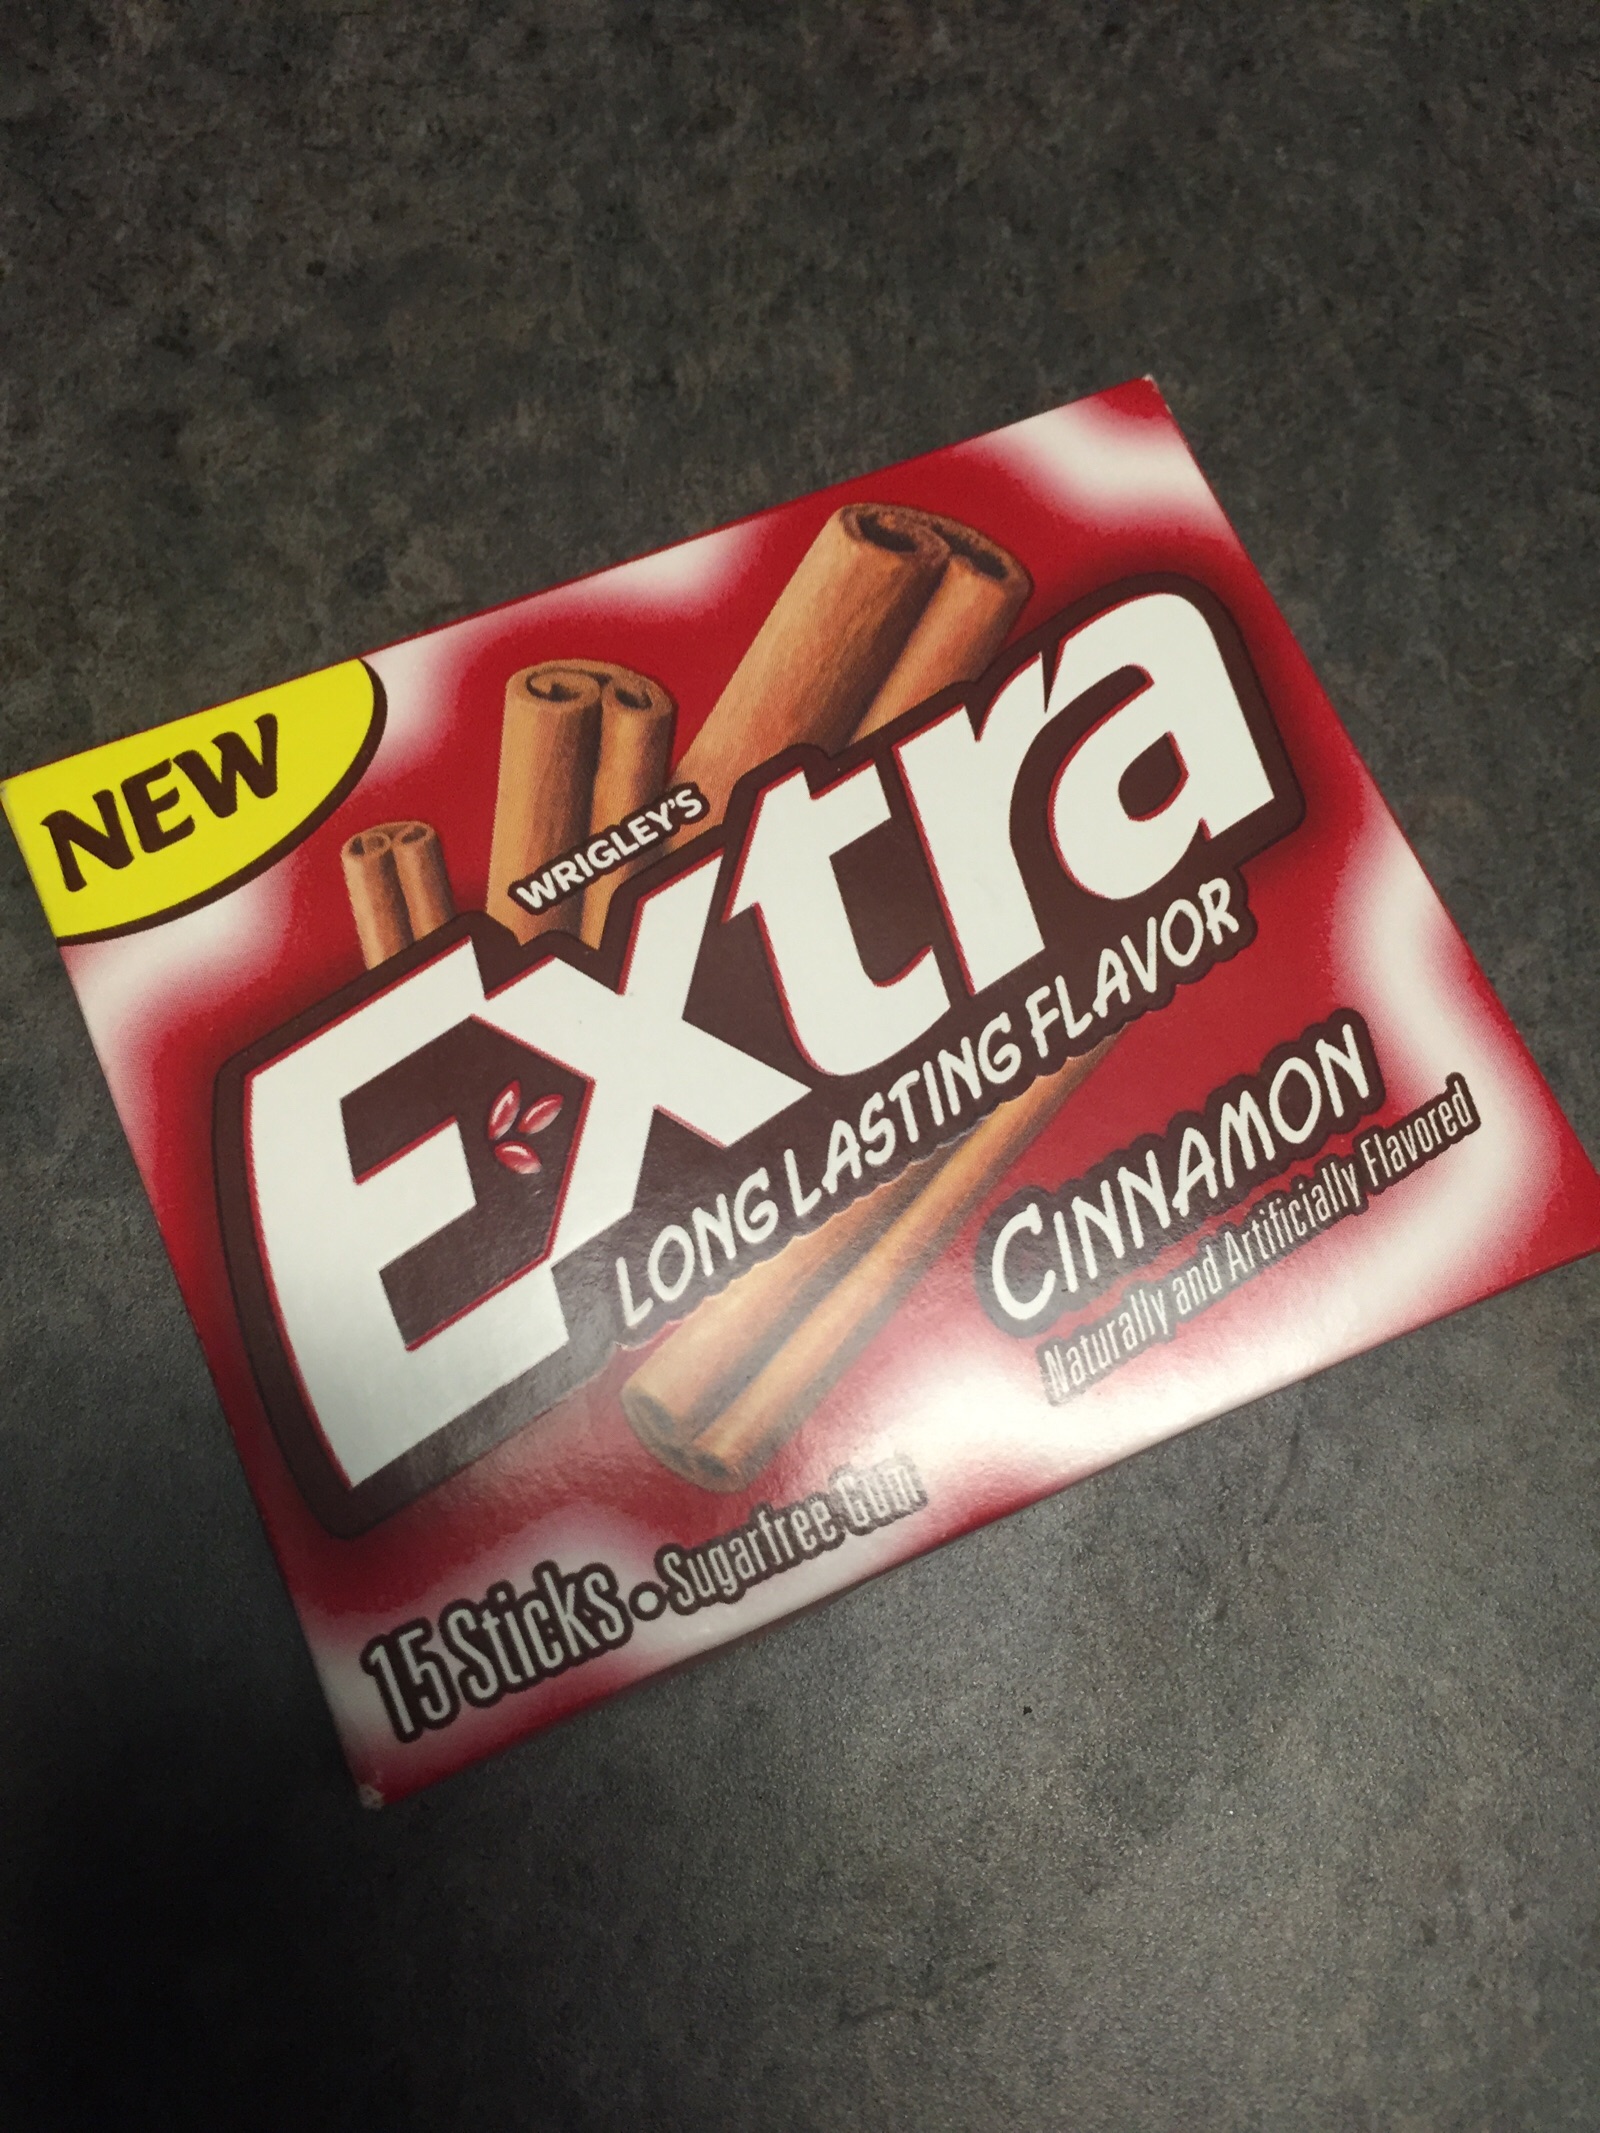 NEW
WRIGLEY'S
Extra
LONG LASTING FLAVOR
CINNAMON
Naturally and Artificially Flavored
15 Sticks • Sugarfree Gum